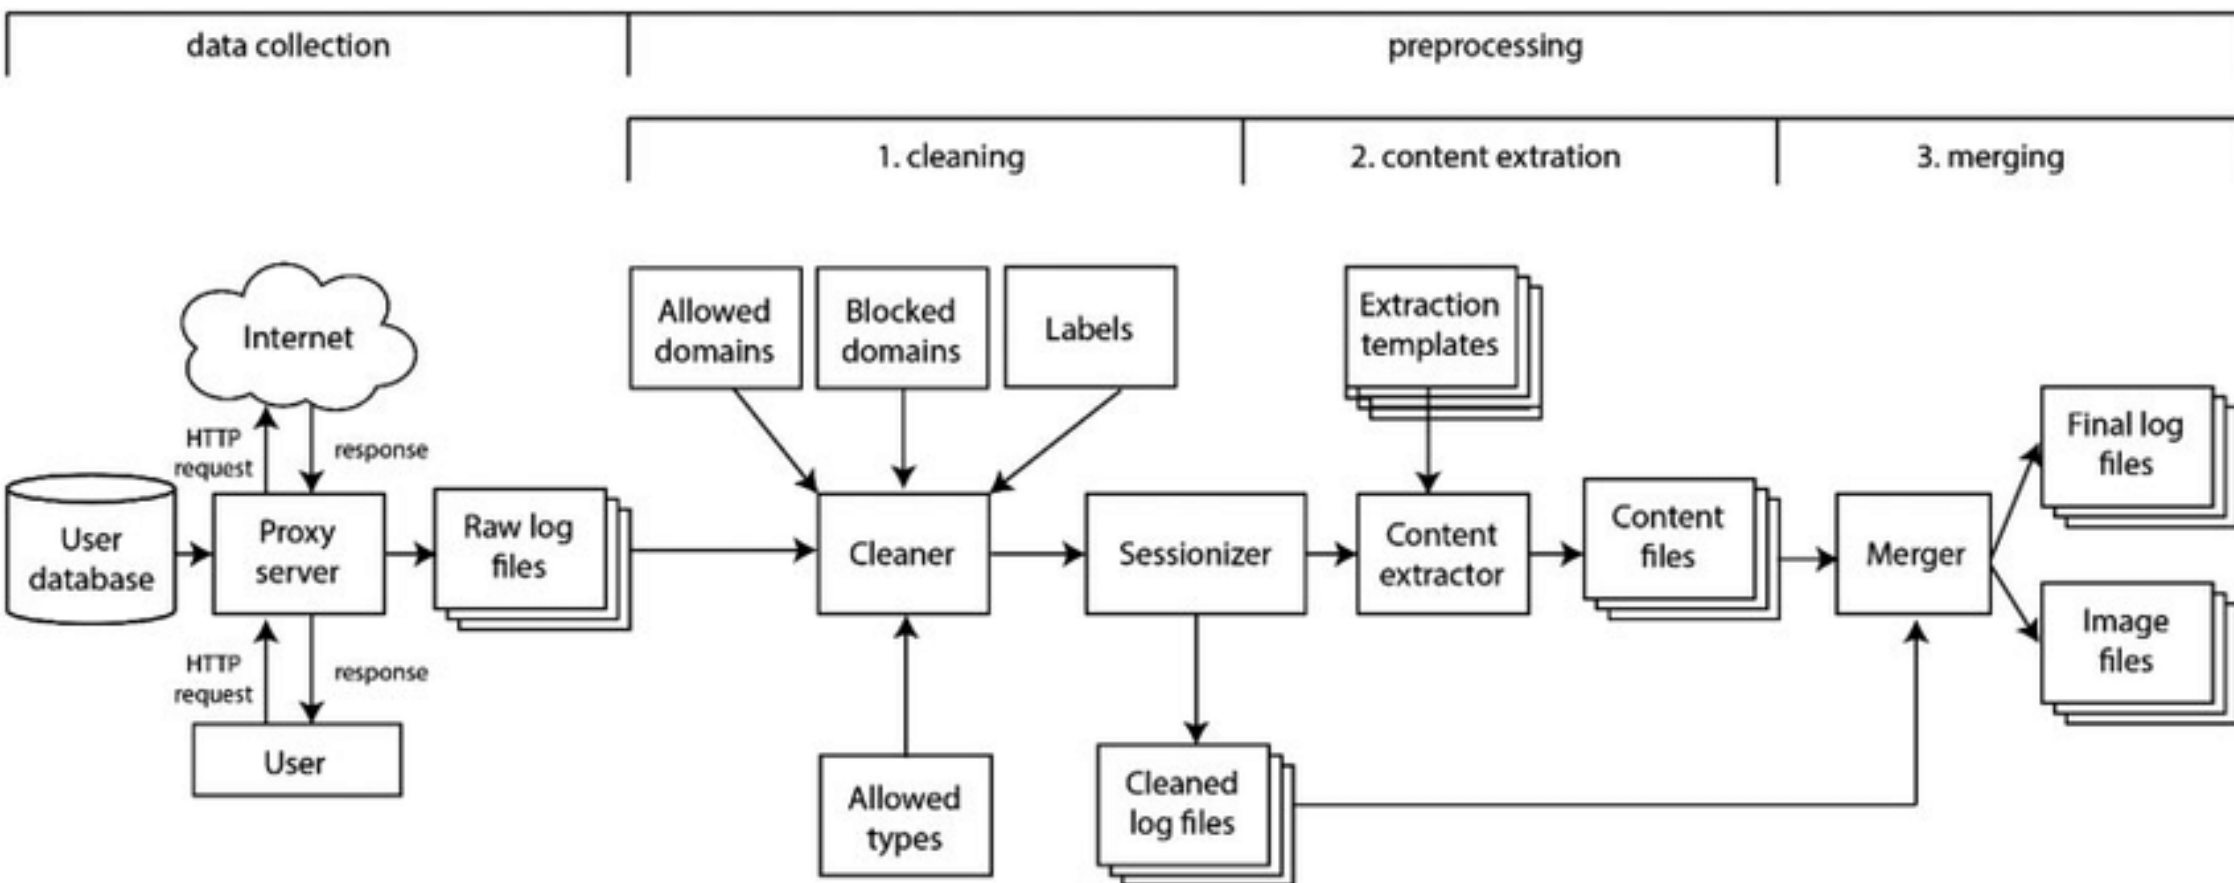 data collection
preprocessing
1. cleaning
2. content extration
3. merging
Internet
HTTP
request
response
User
database
Proxy
server
Raw log
files
HTTP
request
response
User
Allowed
domains
Blocked
domains
Labels
Cleaner
Allowed
types
Sessionizer
Cleaned
log files
Extraction
templates
Content
extractor
Content
files
Merger
Final log
files
Image
files